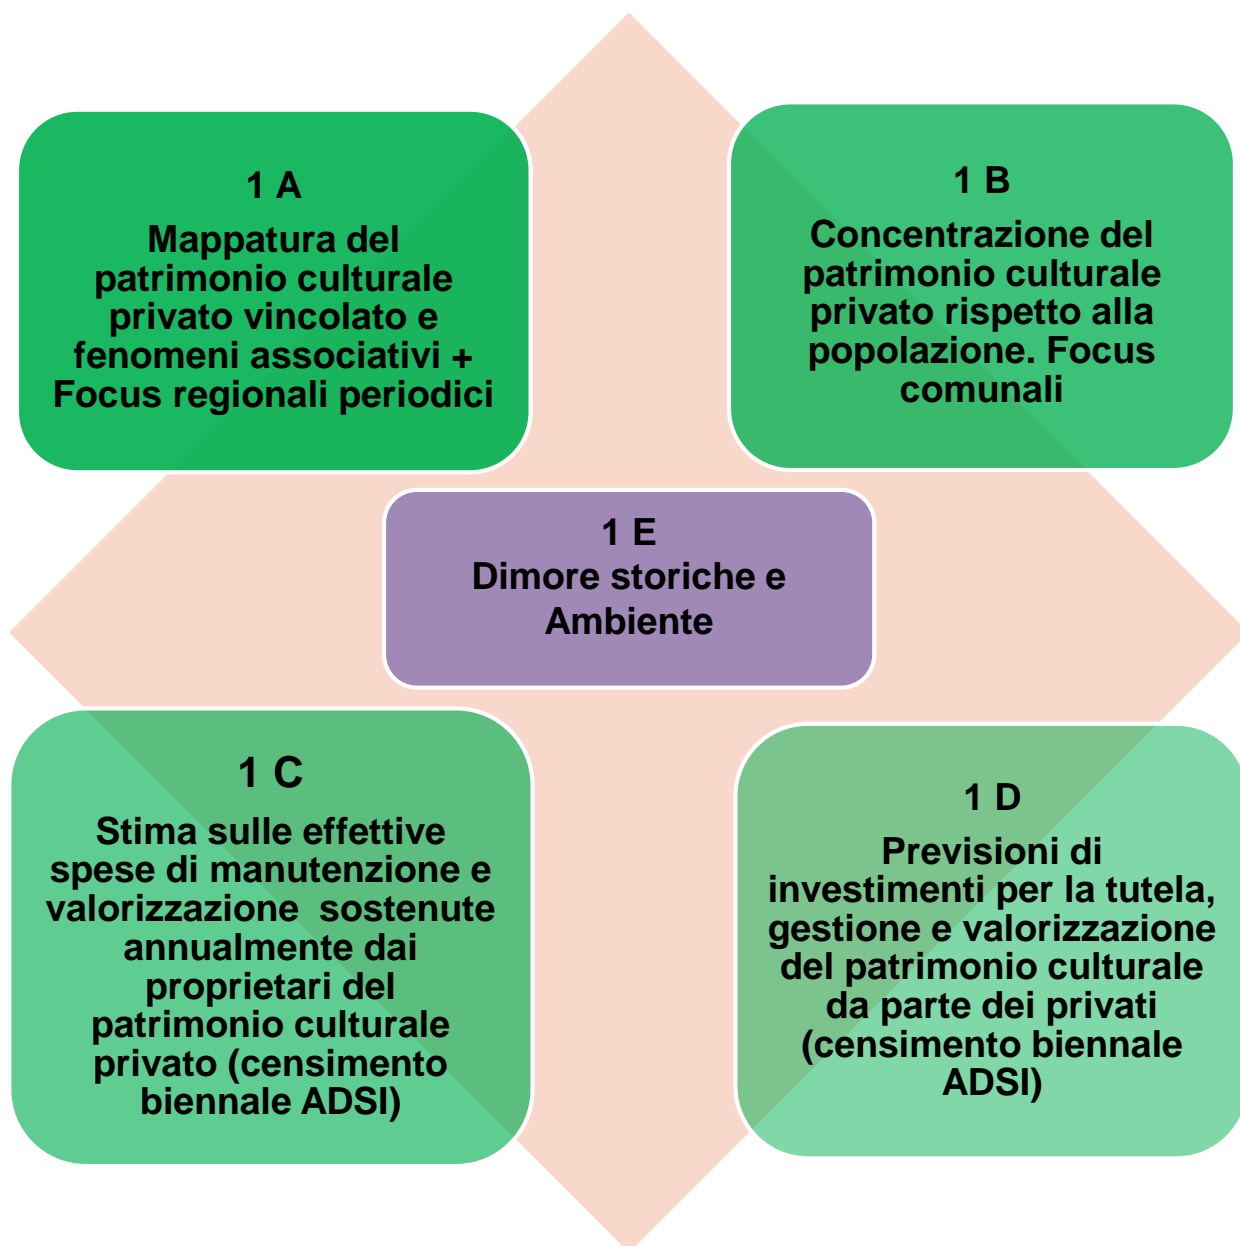 1 A
Mappatura del
patrimonio culturale
privato vincolato e
fenomeni associativi +
Focus regionali periodici
1 B
Concentrazione del
patrimonio culturale
privato rispetto alla
popolazione. Focus
comunali
1 E
Dimore storiche e
Ambiente
1 C
Stima sulle effettive
spese di manutenzione e
valorizzazione  sostenute
annualmente dai
proprietari del
patrimonio culturale
privato (censimento
biennale ADSI)
1 D
Previsioni di
investimenti per la tutela,
gestione e valorizzazione
del patrimonio culturale
da parte dei privati
(censimento biennale
ADSI)